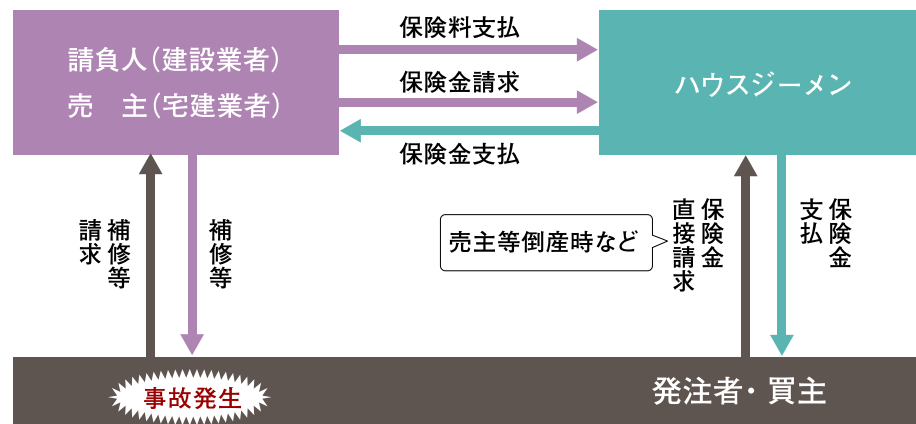 請負人(建設業者)
売　主(宅建業者)
保険料支払
保険金請求
保険金支払
ハウスジーメン
補修等
請求
補修等
売主等倒産時など
保険金
直接請求
保険金
支払
事故発生
発注者・買主